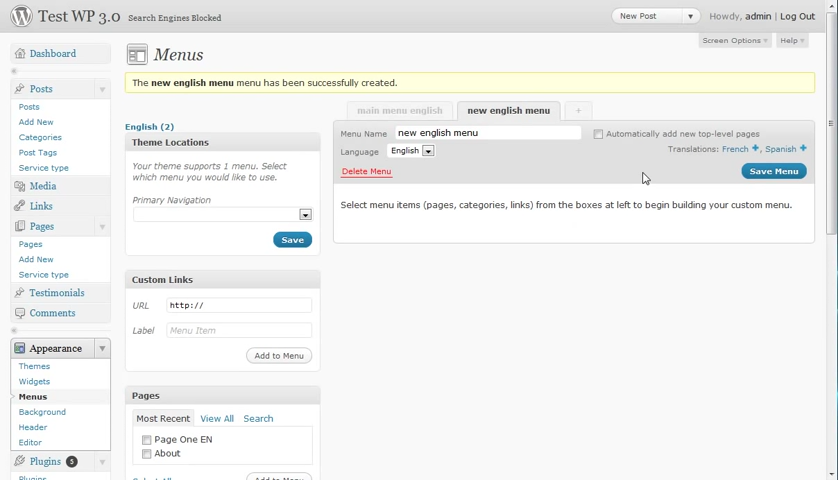 Test WP 3.0 Search Engines Blocked
New Post Howdy, admin | Log Out
Screen Options Help
Dashboard
Posts
Posts
Add New
Categories
Post Tags
Service type
Media
Links
Pages
Pages
Add New
Service type
Testimonials
Comments
Appearance
Themes
Widgets
Menus
Background
Header
Editor
Plugins 5
Plugins
Menus
The new english menu menu has been successfully created.
English (2)
Theme Locations
Your theme supports 1 menu. Select
which menu you would like to use.
Primary Navigation
Save
Custom Links
URL http://
Label Menu Item
Add to Menu
Pages
Most Recent View All Search
Page One EN
About
Select All Add to Menu
main menu english new english menu +
Menu Name new english menu Automatically add new top-level pages
Language English Translations: French +, Spanish +
Delete Menu Save Menu
Select menu items (pages, categories, links) from the boxes at left to begin building your custom menu.